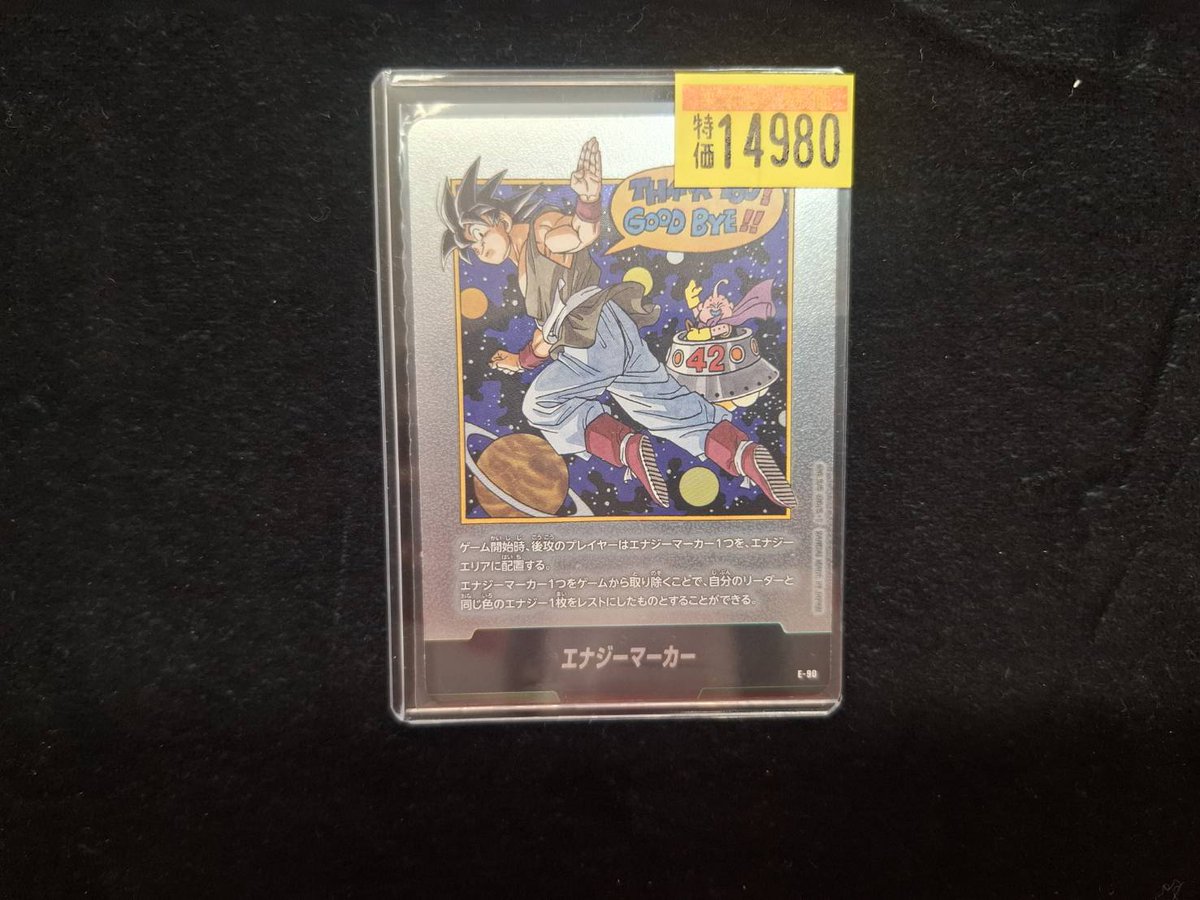 特価 14980
THANK YOU!
GOOD BYE!!
42
ゲーム開始時、後攻のプレイヤーはエナジーマーカー1つを、エナジー
エリアに配置する。
エナジーマーカー1つをゲームから取り除くことで、自分のリーダーと
同じ色のエナジー1枚をレストにしたものとすることができる。
エナジーマーカー
E-90